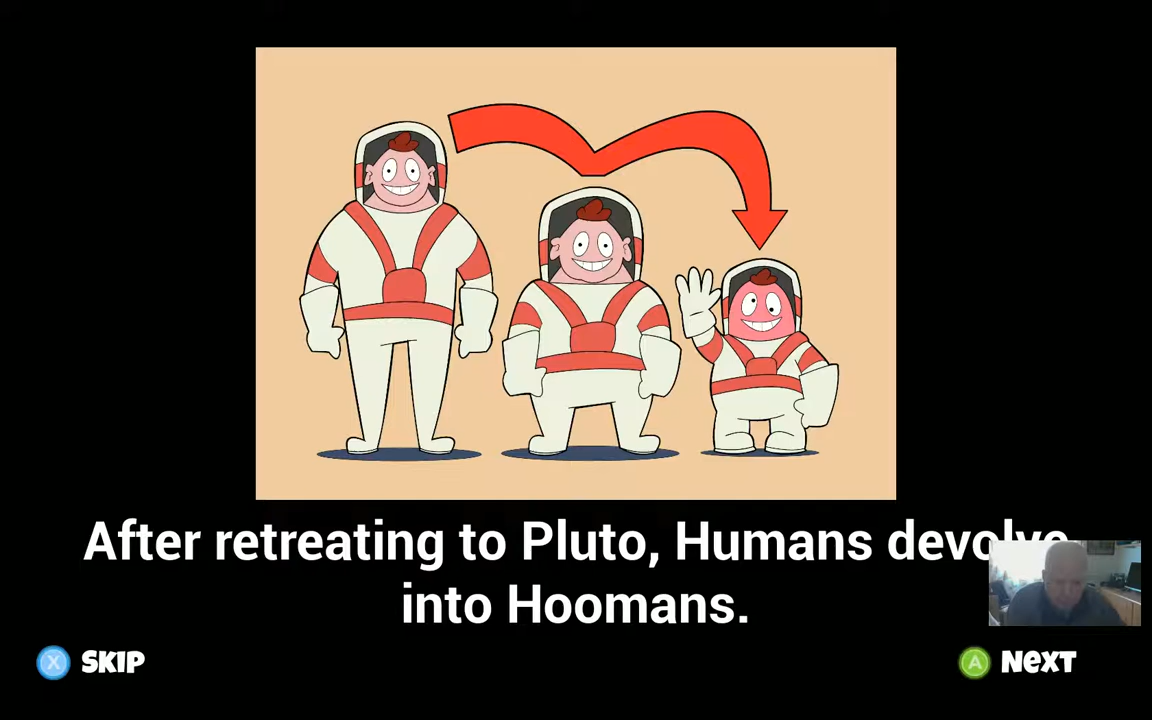 After retreating to Pluto, Humans devolve
into Hoomans.
X SKIP
A NEXT